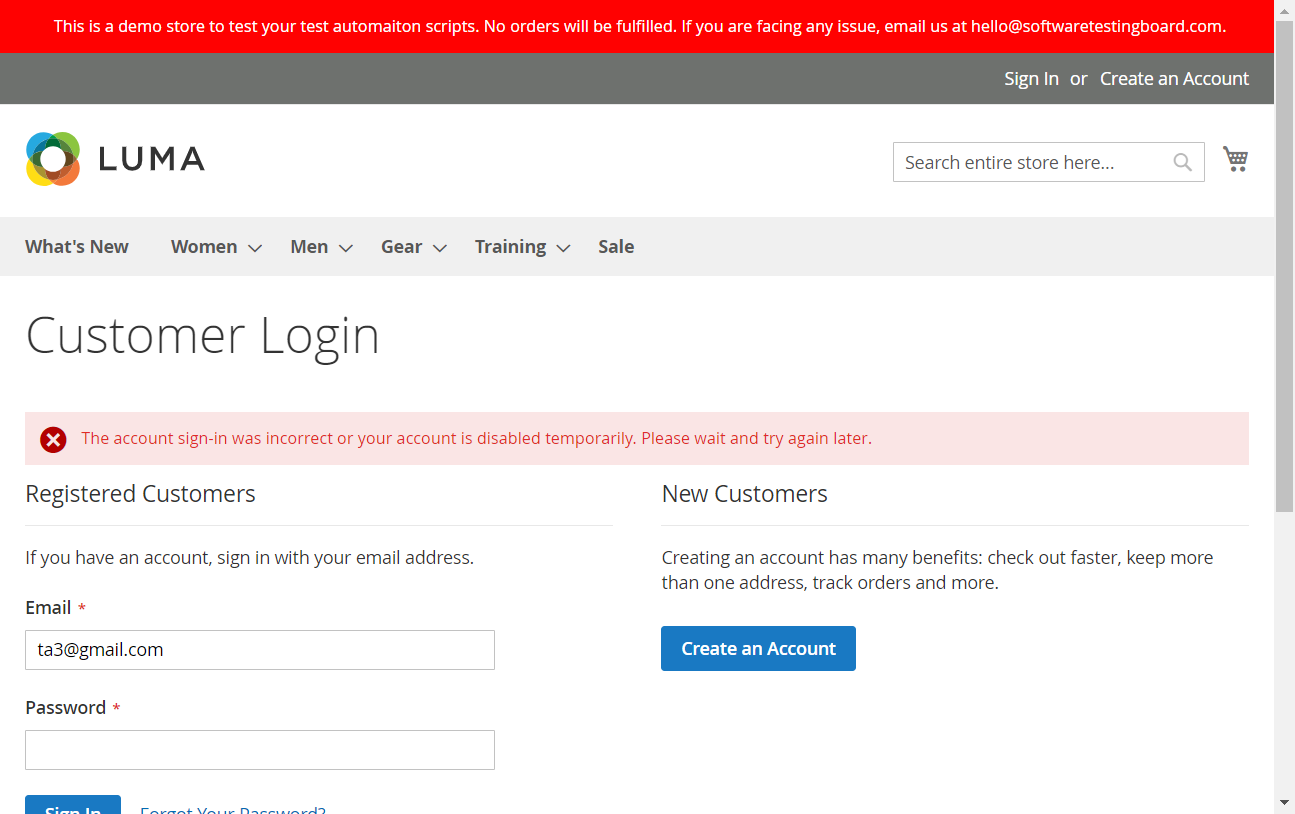 This is a demo store to test your test automaiton scripts. No orders will be fulfilled. If you are facing any issue, email us at hello@softwaretestingboard.com.
Sign In or Create an Account
LUMA
Search entire store here...
What's New Women Men Gear Training Sale
Customer Login
The account sign-in was incorrect or your account is disabled temporarily. Please wait and try again later.
Registered Customers
If you have an account, sign in with your email address.
Email *
ta3@gmail.com
Password *
Sign In Forgot Your Password?
New Customers
Creating an account has many benefits: check out faster, keep more
than one address, track orders and more.
Create an Account